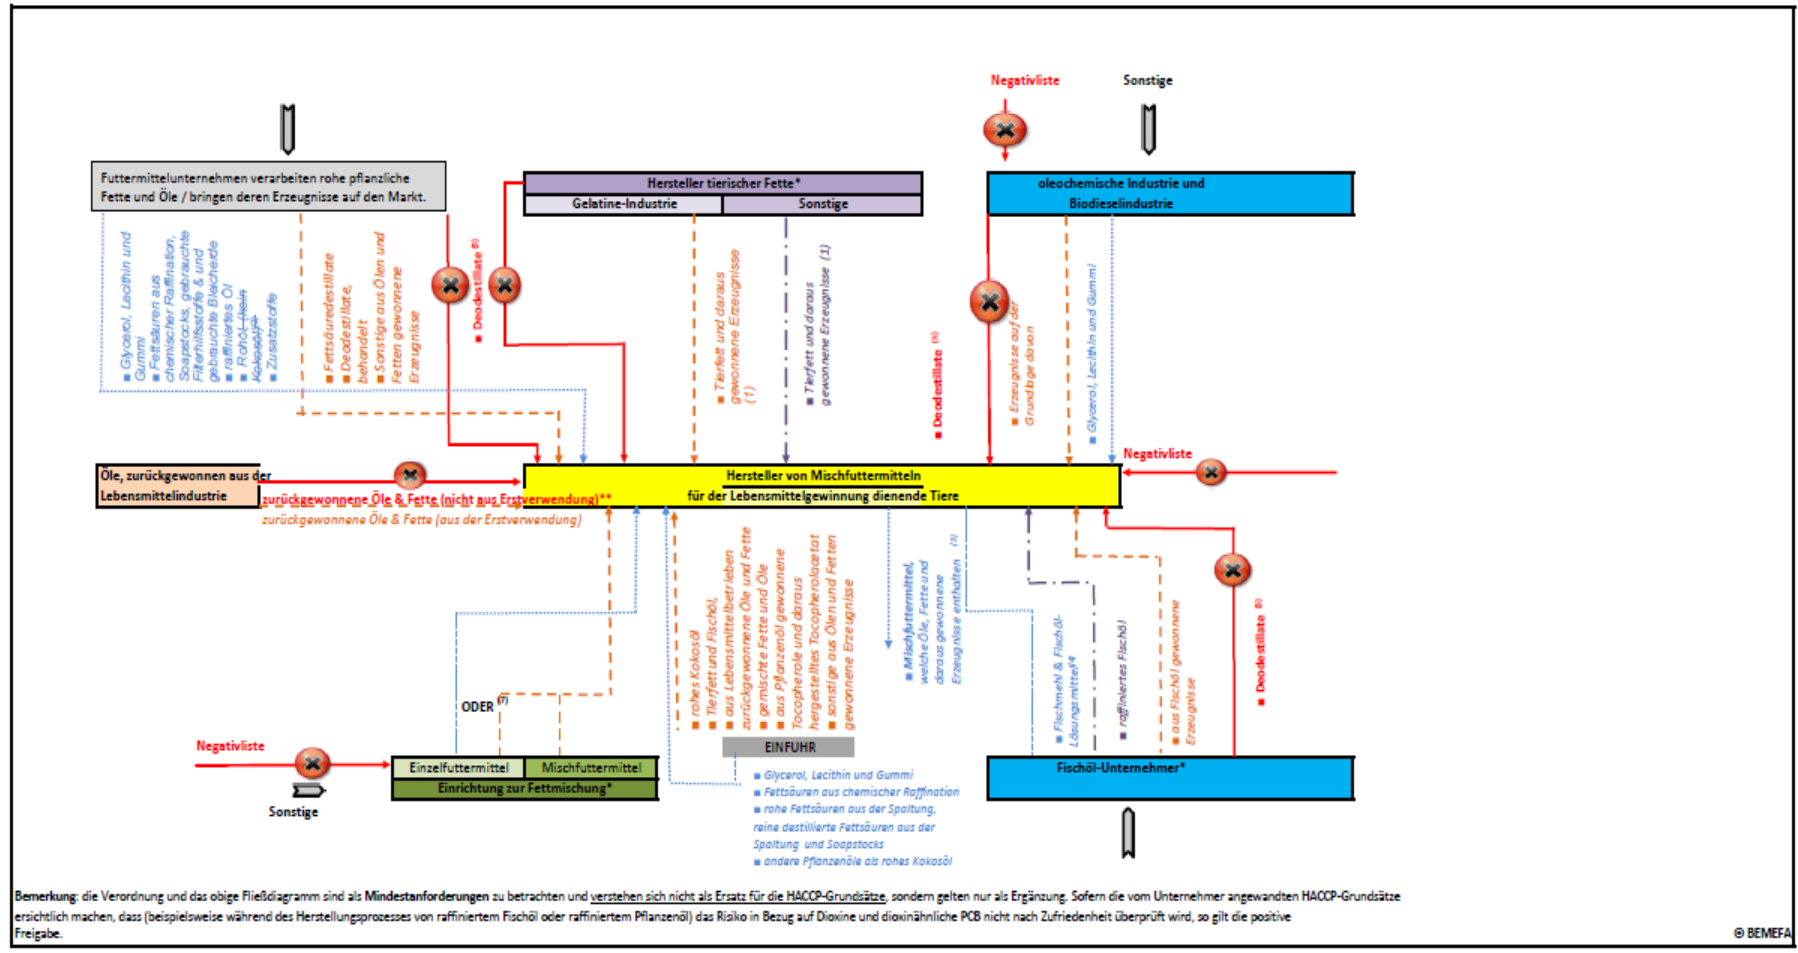 Negativliste
Sonstige
Futtermittelunternehmen verarbeiten rohe pflanzliche
Fette und Öle / bringen deren Erzeugnisse auf den Markt.
Hersteller tierischer Fette*
Gelatine-Industrie
Sonstige
oleochemische Industrie und
Biodieselindustrie
■ Glycerol, Lecithin und
Gummi
■ Fettsäuren aus
chemischer Raffination,
Soapstocks, gebrauchte
Filterhilfsstoffe & und
gebrauchte Bleicherde
■ raffiniertes Öl
■ Rohöl (kein
Kokosöl)
■ Zusatzstoffe
■ Fettsäuredestillate
■ Deodestillate,
behandelt
■ Sonstige aus Ölen und
Fetten gewonnene
Erzeugnisse
■ Deodestillate (5)
■ Tierfett und daraus
gewonnene Erzeugnisse
(1)
■ Tierfett und daraus
gewonnene Erzeugnisse (1)
■ Deodestillate (5)
■ Erzeugnisse auf der
Grundlage davon
■ Glycerol, Lecithin und Gummi
Negativliste
Öle, zurückgewonnen aus der
Lebensmittelindustrie
Hersteller von Mischfuttermitteln
für der Lebensmittelgewinnung dienende Tiere
zurückgewonnene Öle & Fette (nicht aus Erstverwendung)**
zurückgewonnene Öle & Fette (aus der Erstverwendung)
■ rohes Kokosöl
■ Tierfett und Fischöl,
■ aus Lebensmittelbetrieben
zurückgewonnene Öle und Fette
■ gemischte Fette und Öle
■ aus Pflanzenöl gewonnene
Tocopherole und daraus
hergestelltes Tocopherolacetat
■ sonstige aus Ölen und Fetten
gewonnene Erzeugnisse
■ Mischfuttermittel,
welche Öle, Fette und
daraus gewonnene
Erzeugnisse enthalten (3)
■ Fischmehl & Fischöl-
Lösungsmittel(4
■ raffiniertes Fischöl
■ aus Fischöl gewonnene
Erzeugnisse
■ Deodestillate (5)
ODER (7)
Negativliste
Sonstige
Einzelfuttermittel
Mischfuttermittel
Einrichtung zur Fettmischung*
EINFUHR
■ Glycerol, Lecithin und Gummi
■ Fettsäuren aus chemischer Raffination
■ rohe Fettsäuren aus der Spaltung,
reine destillierte Fettsäuren aus der
Spaltung und Soapstocks
■ andere Pflanzenöle als rohes Kokosöl
Fischöl-Unternehmer*
Bemerkung: die Verordnung und das obige Fließdiagramm sind als Mindestanforderungen zu betrachten und verstehen sich nicht als Ersatz für die HACCP-Grundsätze, sondern gelten nur als Ergänzung. Sofern die vom Unternehmer angewandten HACCP-Grundsätze
ersichtlich machen, dass (beispielsweise während des Herstellungsprozesses von raffiniertem Fischöl oder raffiniertem Pflanzenöl) das Risiko in Bezug auf Dioxine und dioxinähnliche PCB nicht nach Zufriedenheit überprüft wird, so gilt die positive
Freigabe.
© BEMEFA